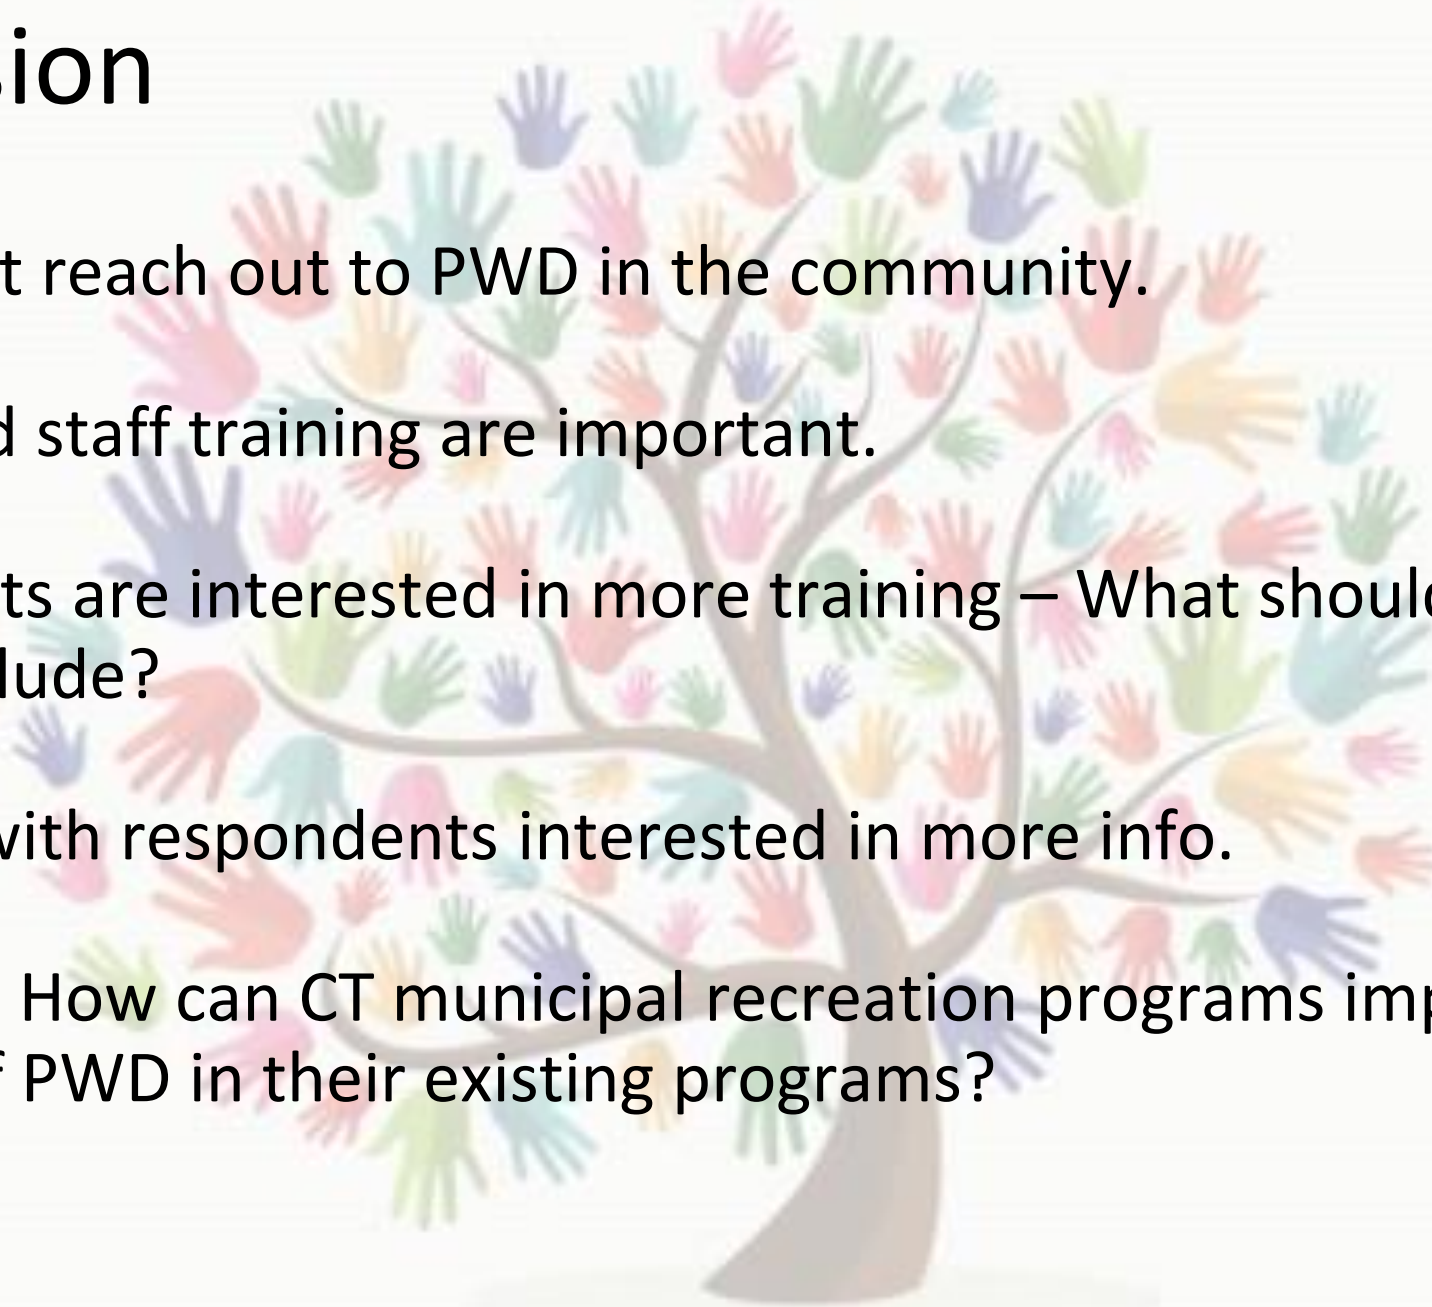 sion
t reach out to PWD in the community.
d staff training are important.
ts are interested in more training – What should
lude?
with respondents interested in more info.
How can CT municipal recreation programs imp
f PWD in their existing programs?